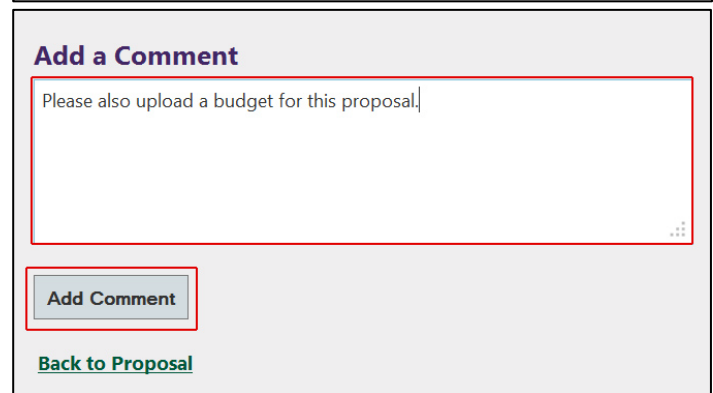 Add a Comment
Please also upload a budget for this proposal.
Add Comment
Back to Proposal